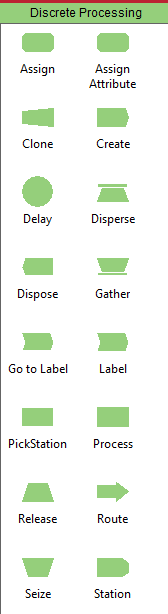 Discrete Processing
Assign
Assign
Attribute
Clone
Create
Delay
Disperse
Dispose
Gather
Go to Label
Label
PickStation
Process
Release
Route
Seize
Station